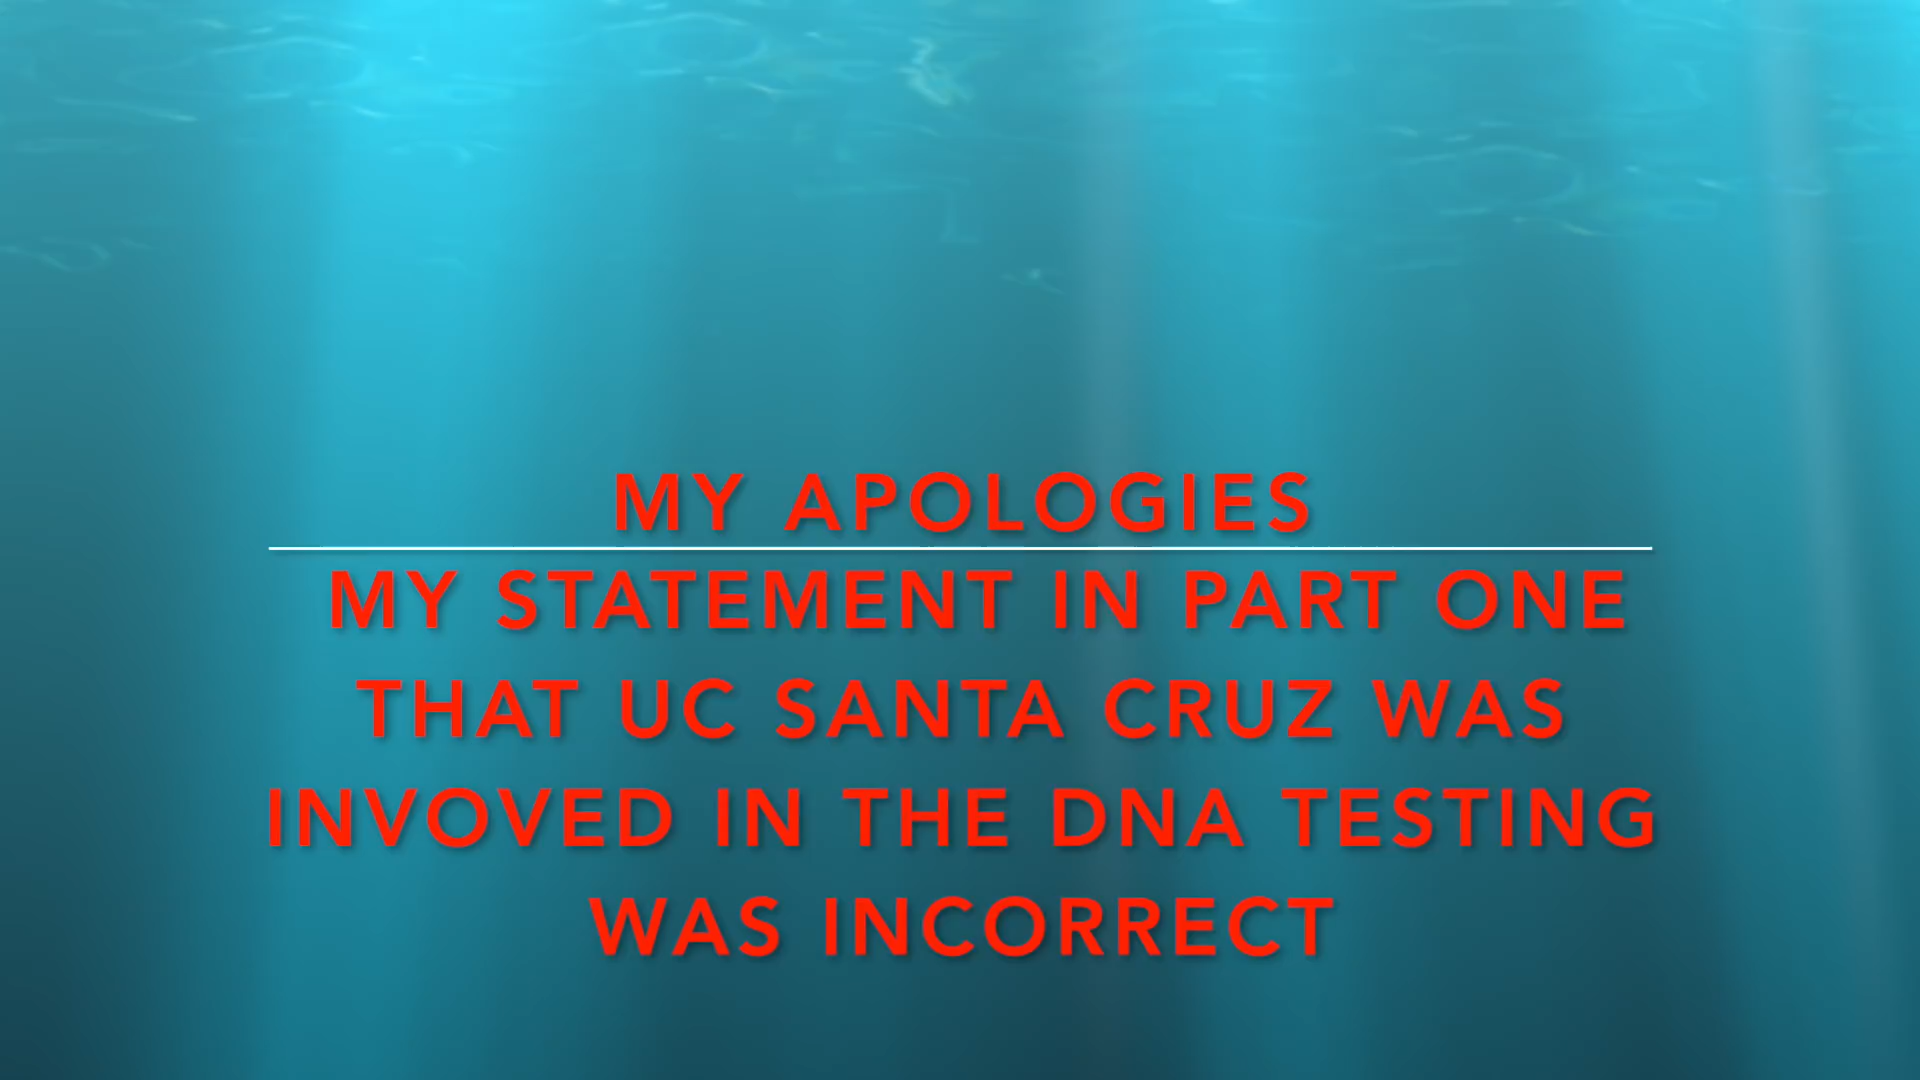 MY APOLOGIES
MY STATEMENT IN PART ONE
THAT UC SANTA CRUZ WAS
INVOVED IN THE DNA TESTING
WAS INCORRECT